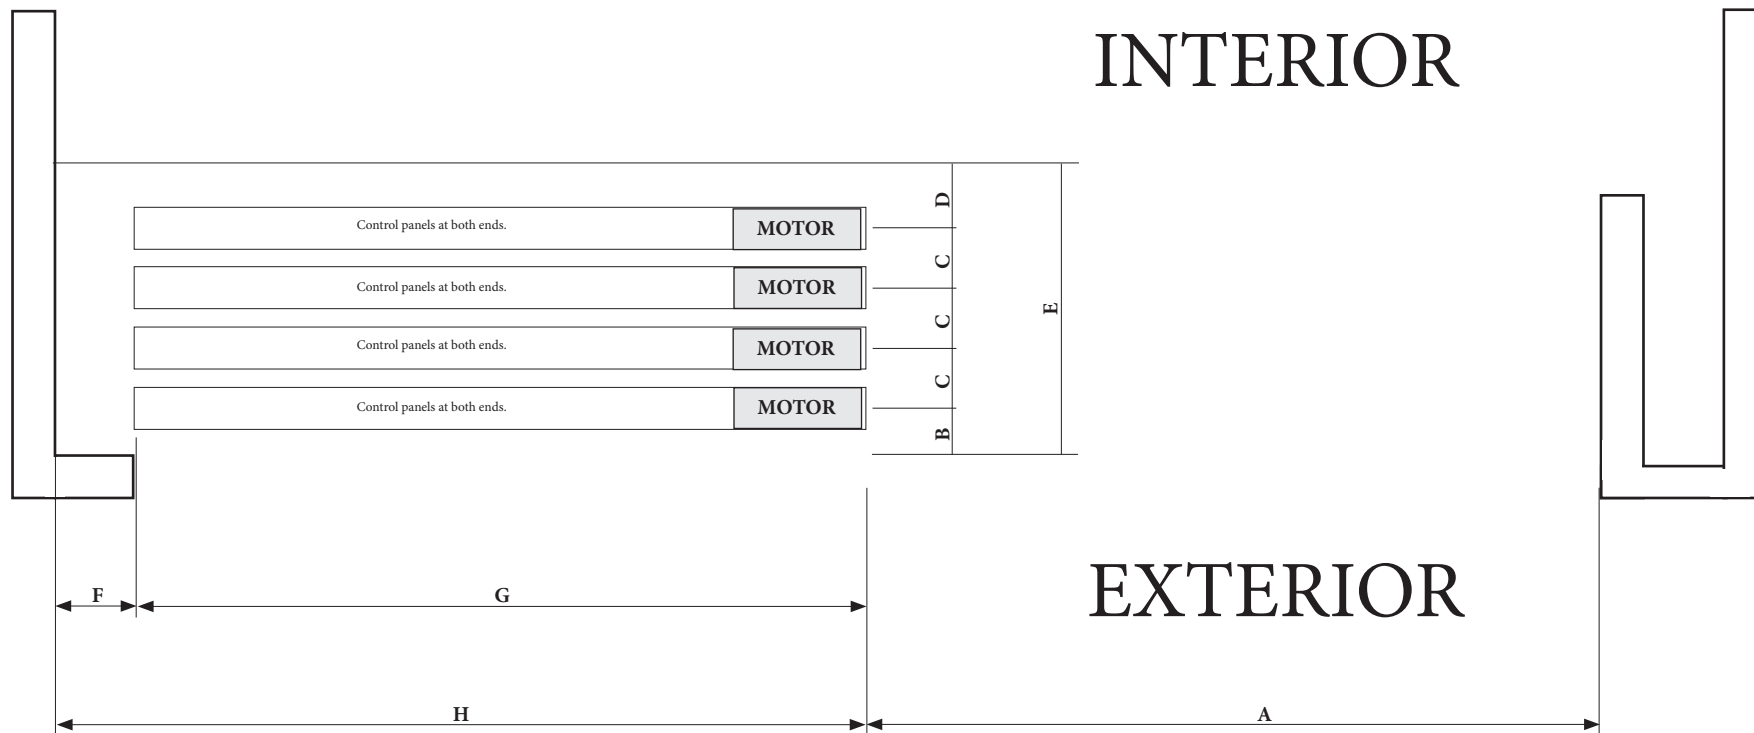 INTERIOR
D
Control panels at both ends. MOTOR
C
Control panels at both ends. MOTOR
E
C
Control panels at both ends. MOTOR
C
Control panels at both ends. MOTOR
B
EXTERIOR
F
G
H
A